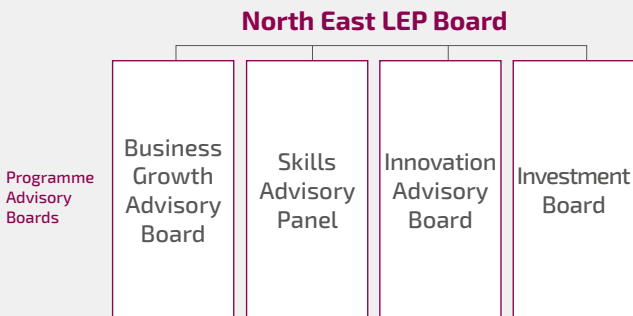 North East LEP Board
Programme
Advisory
Boards
Business
Growth
Advisory
Board
Skills
Advisory
Panel
Innovation
Advisory
Board
Investment
Board